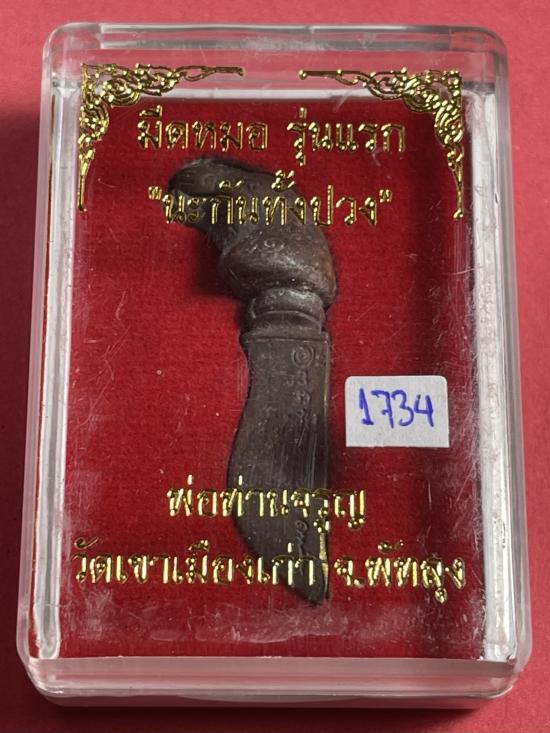 มีดหมอ รุ่นแรก
"นะกันทั้งปวง"
1734
พ่อท่านจรูญ
วัดเขาเมืองเก่า จ.พัทลุง